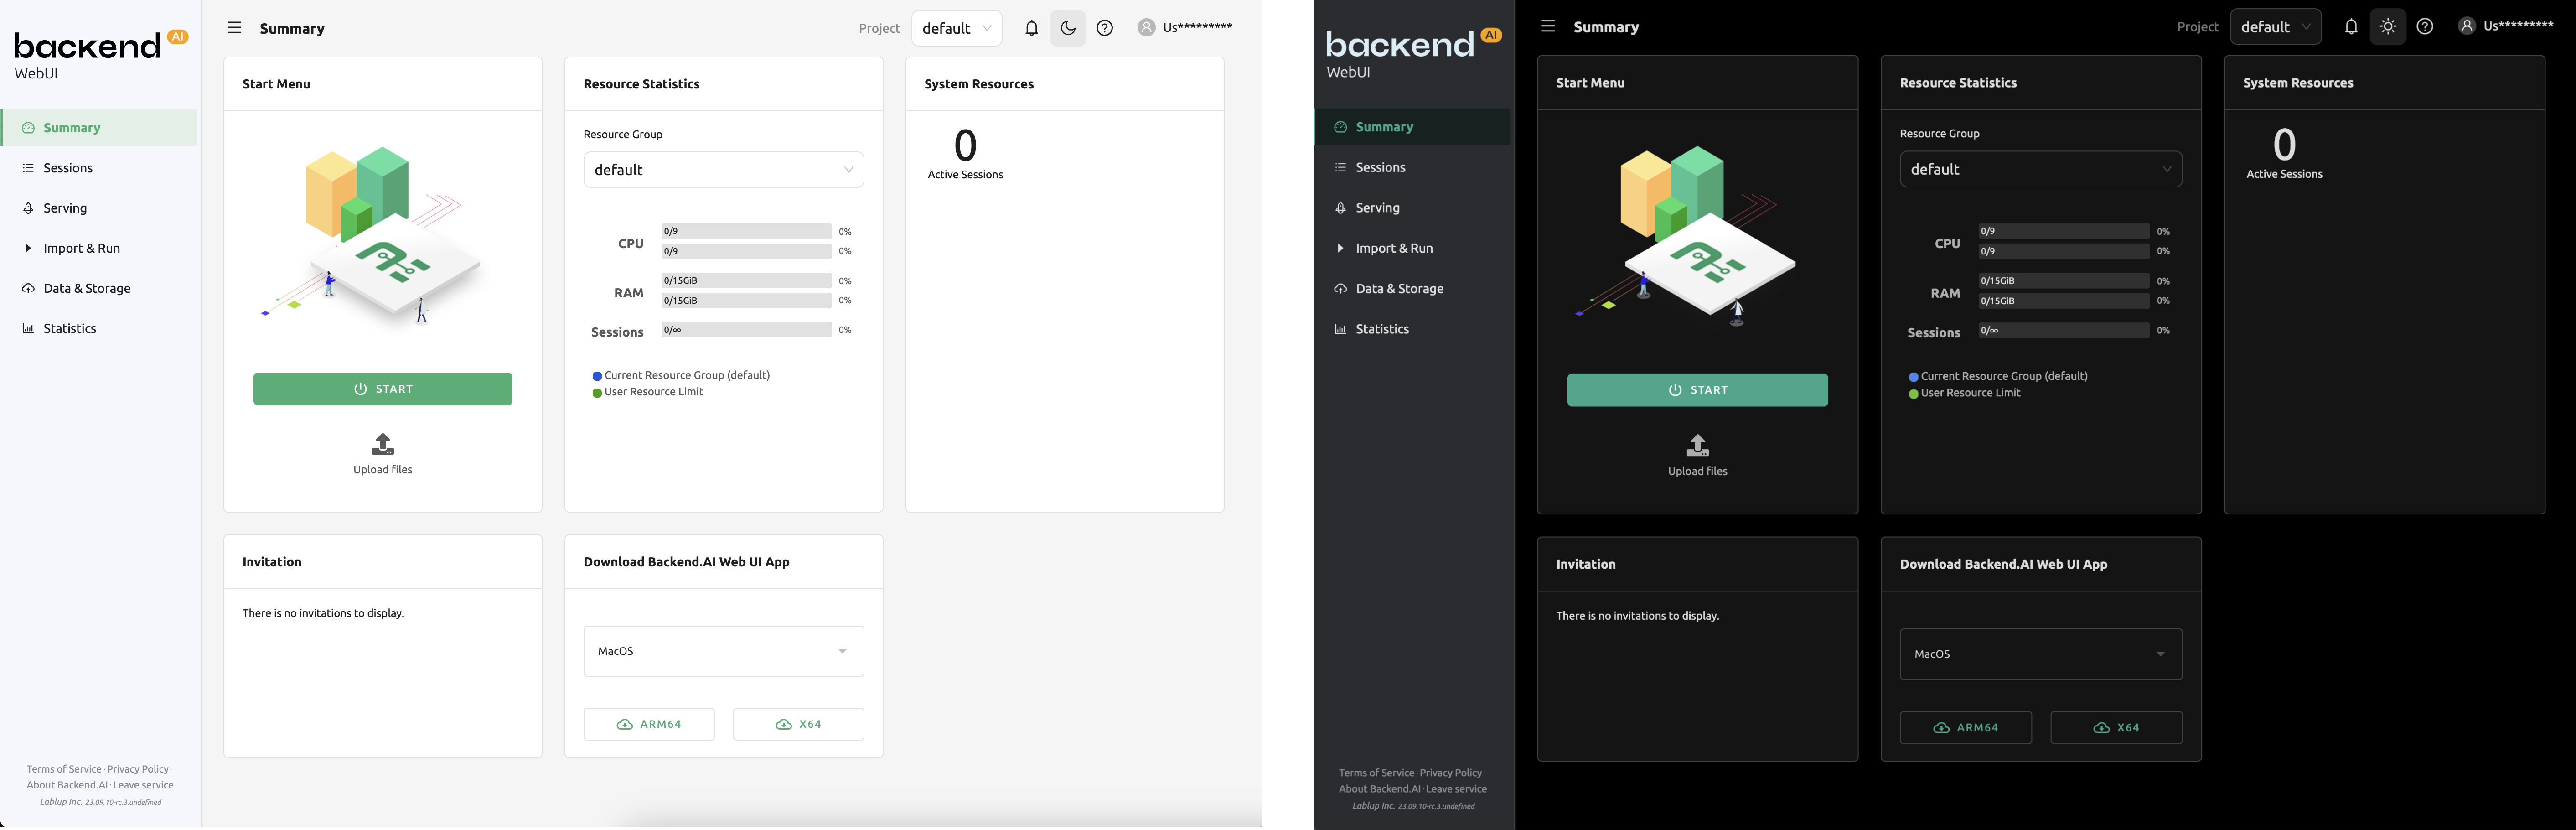 backend AI
WebUI
Summary
Sessions
Serving
Import & Run
Data & Storage
Statistics
Terms of Service · Privacy Policy ·
About Backend.AI · Leave service
Lablup Inc. 23.09.10-rc.3.undefined
Summary
Project default Us*********
Start Menu
START
Upload files
Resource Statistics
Resource Group
default
CPU
0/9 0%
0/9 0%
RAM
0/15GiB 0%
0/15GiB 0%
Sessions
0/∞ 0%
Current Resource Group (default)
User Resource Limit
System Resources
0
Active Sessions
Invitation
There is no invitations to display.
Download Backend.AI Web UI App
MacOS
ARM64 X64
backend AI
WebUI
Summary
Sessions
Serving
Import & Run
Data & Storage
Statistics
Terms of Service · Privacy Policy ·
About Backend.AI · Leave service
Lablup Inc. 23.09.10-rc.3.undefined
Summary
Project default Us*********
Start Menu
START
Upload files
Resource Statistics
Resource Group
default
CPU
0/9 0%
0/9 0%
RAM
0/15GiB 0%
0/15GiB 0%
Sessions
0/∞ 0%
Current Resource Group (default)
User Resource Limit
System Resources
0
Active Sessions
Invitation
There is no invitations to display.
Download Backend.AI Web UI App
MacOS
ARM64 X64